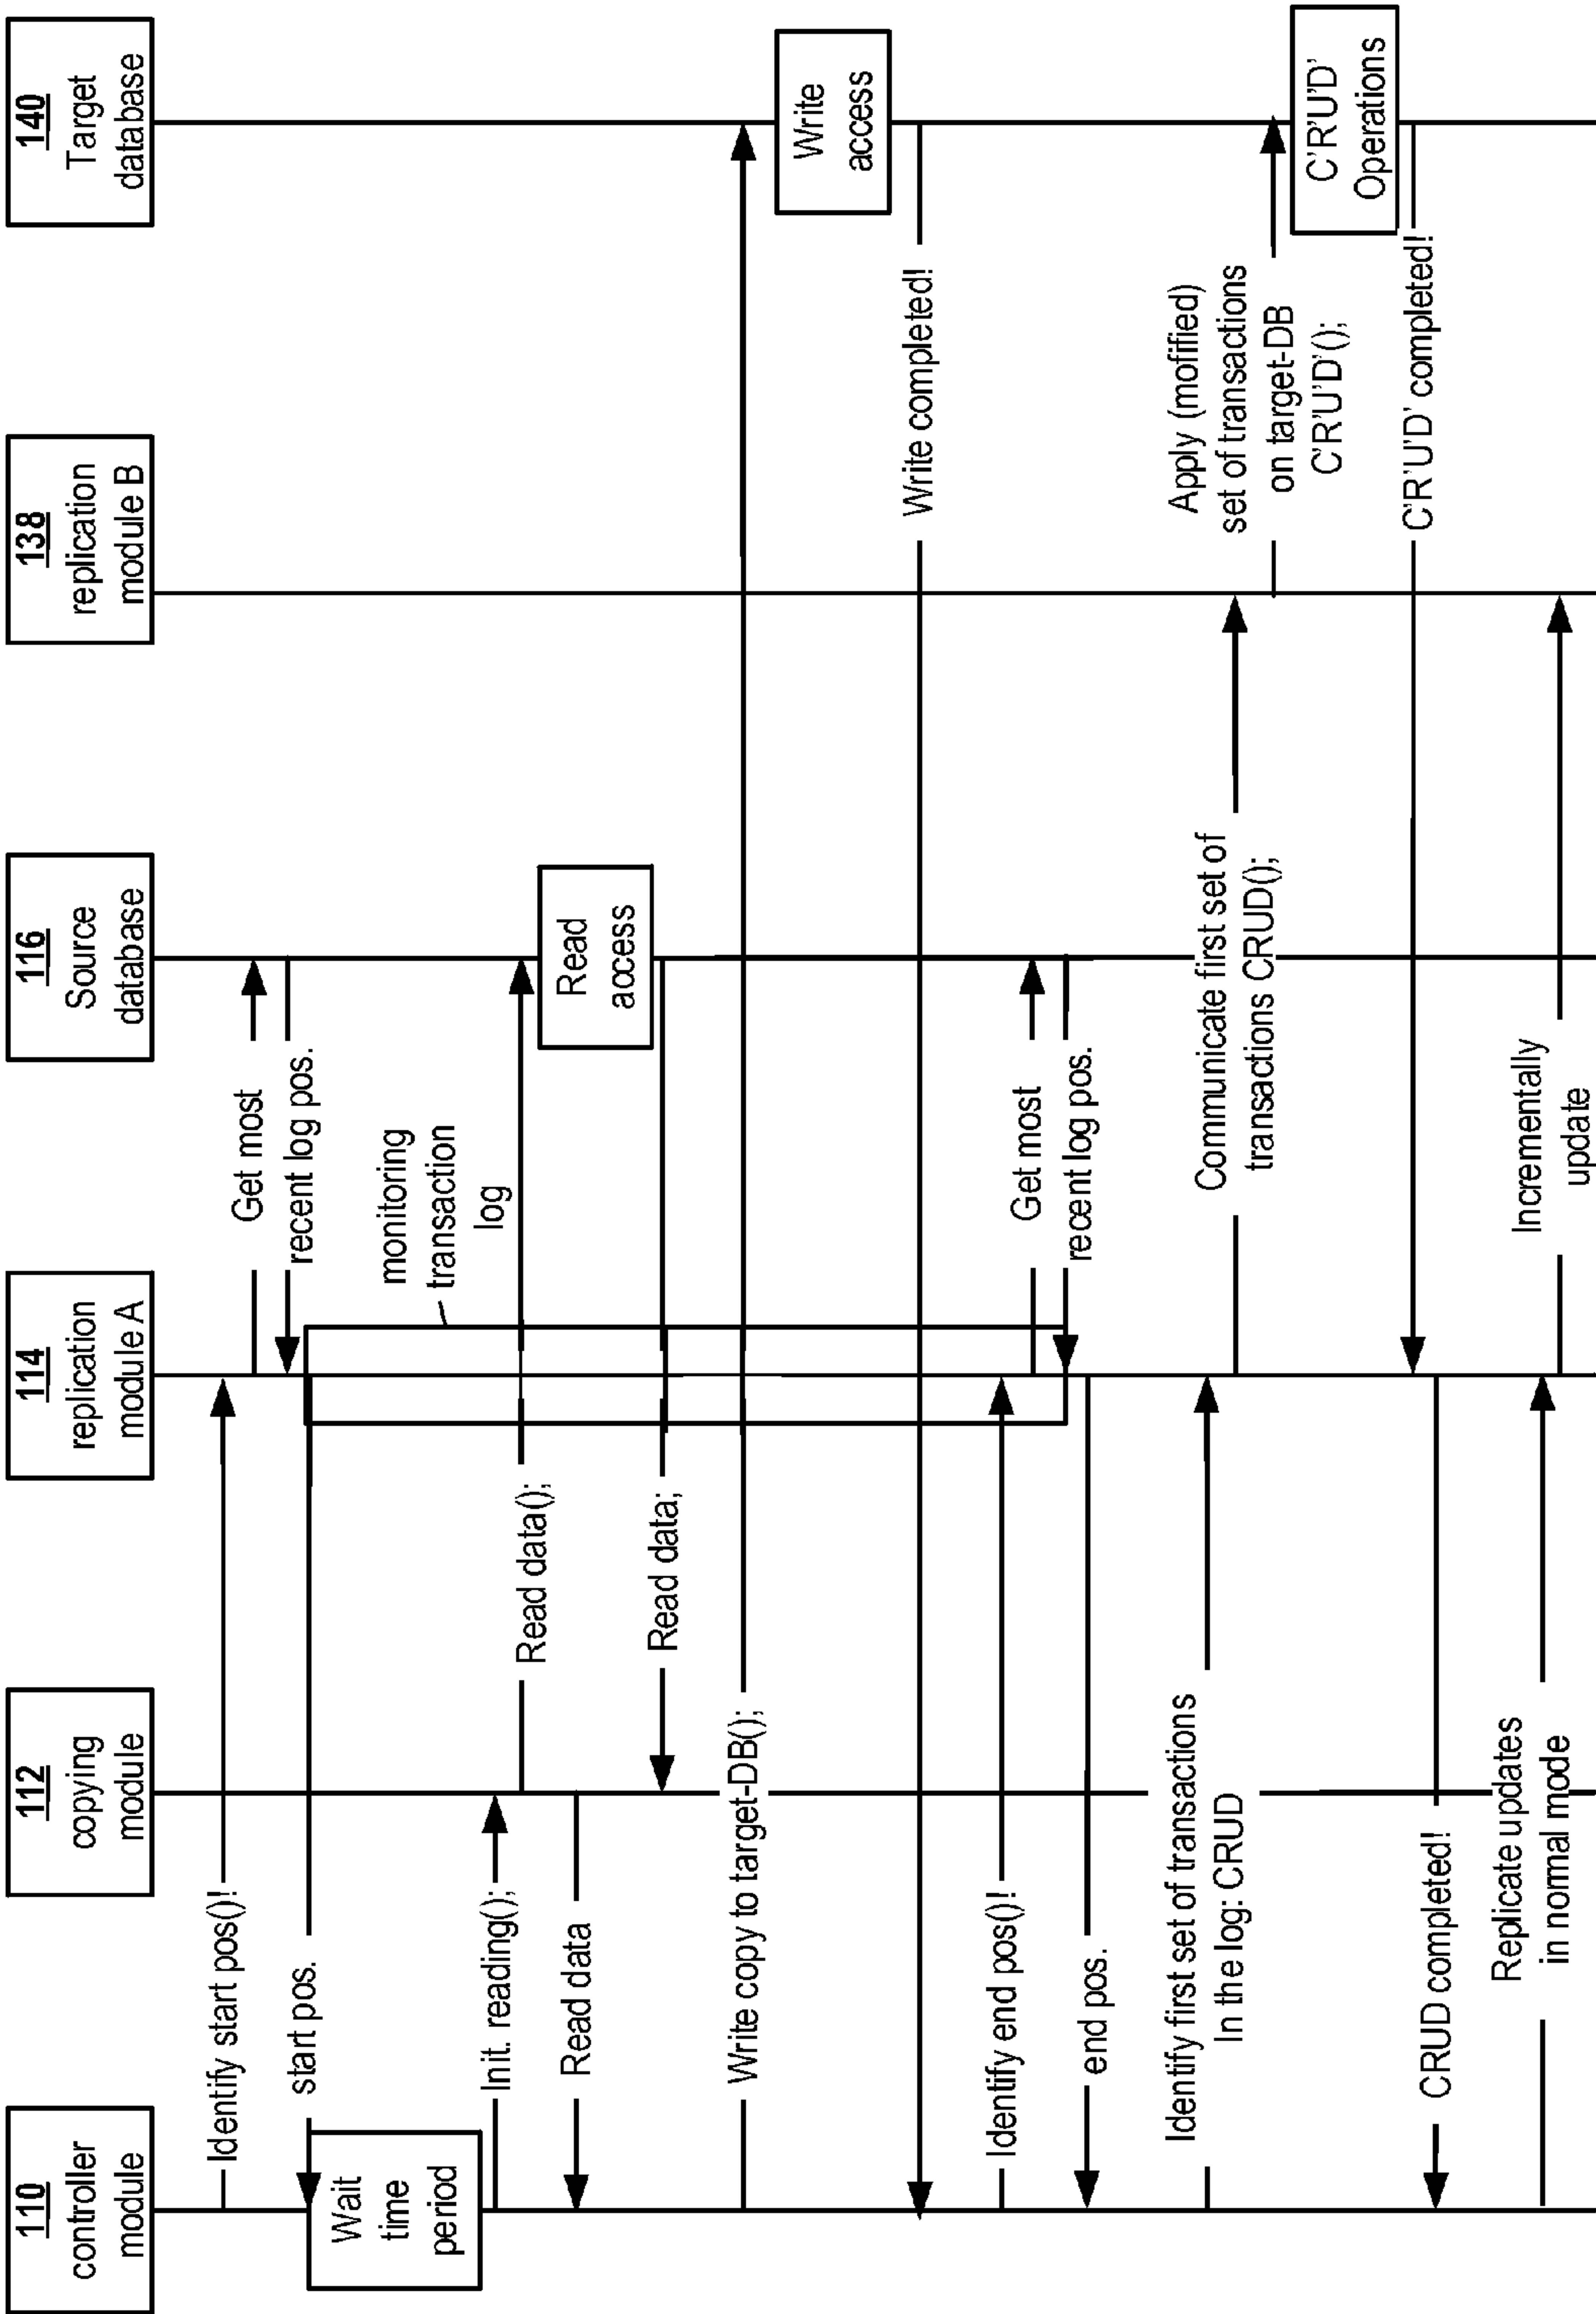 110
controller
module
112
copying
module
114
replication
module A
116
Source
database
138
replication
module B
140
Target
database
Identify start pos()!
Get most
recent log pos.
start pos.
Wait
time
period
monitoring
transaction
log
Init. reading();
Read data();
Read
access
Read data
Read data;
Write copy to target-DB();
Write
access
Write completed!
Identify end pos()!
Get most
recent log pos.
end pos.
Identify first set of transactions
In the log: CRUD
Communicate first set of
transactions CRUD();
Apply (mofified)
set of transactions
on target-DB
C'R'U'D'();
C'R'U'D'
Operations
C'R'U'D' completed!
CRUD completed!
Replicate updates
in normal mode
Incrementally
update